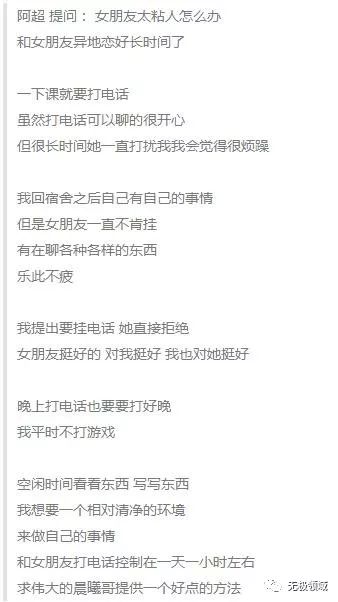 阿超 提问： 女朋友太粘人怎么办
和女朋友异地恋好长时间了
一下课就要打电话
虽然打电话可以聊的很开心
但很长时间她一直打扰我我会觉得很烦躁
我回宿舍之后自己有自己的事情
但是女朋友一直不肯挂
有在聊各种各样的东西
乐此不疲
我提出要挂电话 她直接拒绝
女朋友挺好的 对我挺好 我也对她挺好
晚上打电话也要要打好晚
我平时不打游戏
空闲时间看看东西 写写东西
我想要一个相对清净的环境
来做自己的事情
和女朋友打电话控制在一天一小时左右
求伟大的晨曦哥提供一个好点的方法
无极领域